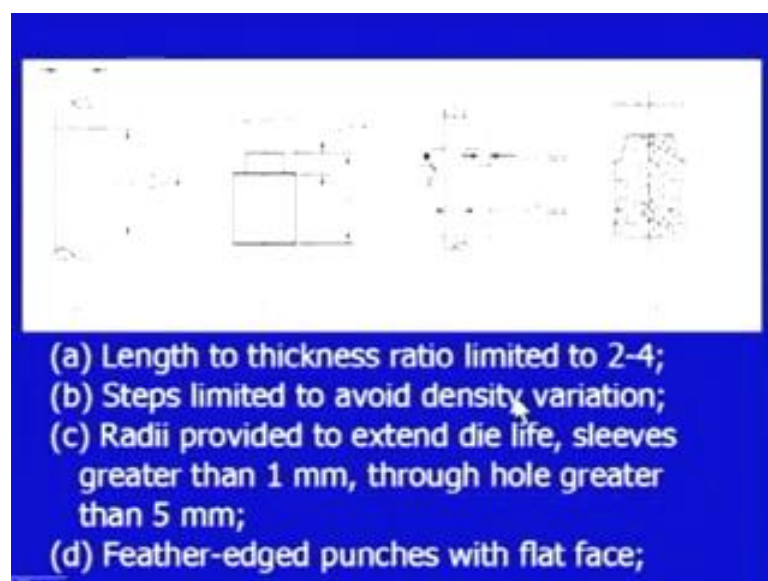 (a) Length to thickness ratio limited to 2-4;
(b) Steps limited to avoid density variation;
(c) Radii provided to extend die life, sleeves
greater than 1 mm, through hole greater
than 5 mm;
(d) Feather-edged punches with flat face;